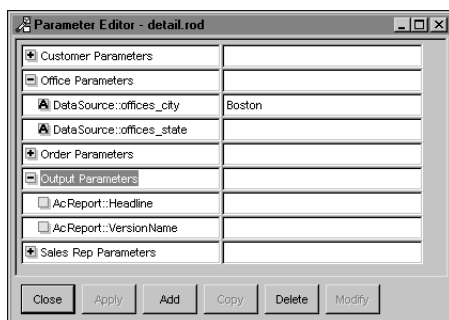 Parameter Editor - detail.rod
Customer Parameters
Office Parameters
DataSource::offices_city Boston
DataSource::offices_state
Order Parameters
Output Parameters
AcReport::Headline
AcReport::VersionName
Sales Rep Parameters
Close Apply Add Copy Delete Modify